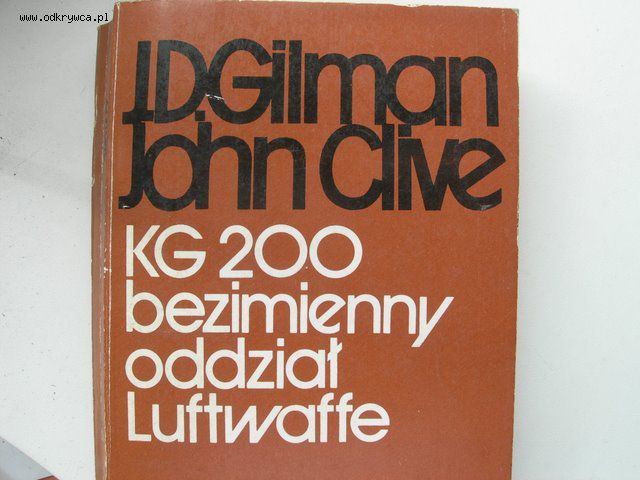 www.odkrywca.pl
J.D.Gilman
John Clive
KG 200
bezimienny
oddział
Luftwaffe